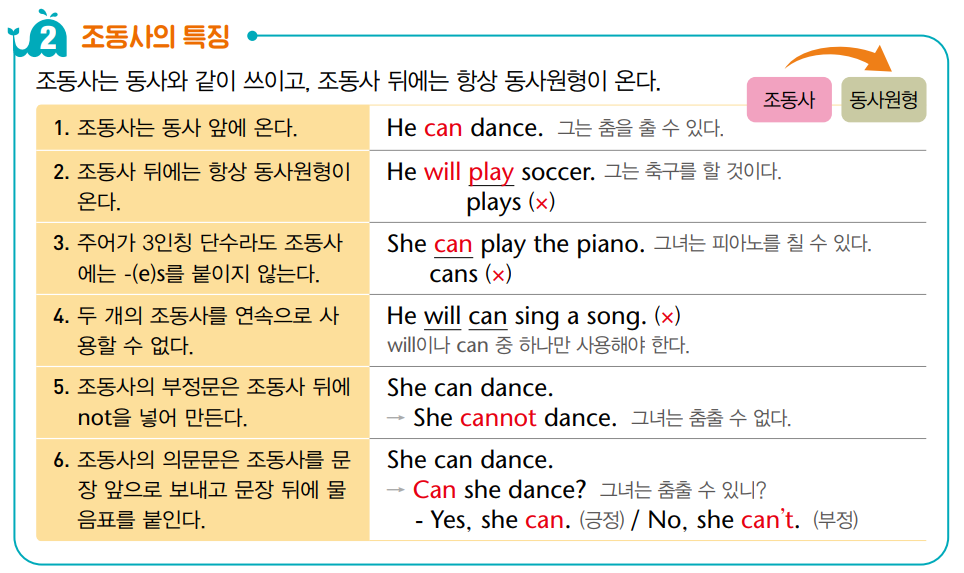 2 조동사의 특징
조동사는 동사와 같이 쓰이고, 조동사 뒤에는 항상 동사원형이 온다.
조동사 동사원형
1. 조동사는 동사 앞에 온다.
He can dance. 그는 춤을 출 수 있다.
2. 조동사 뒤에는 항상 동사원형이
온다.
He will play soccer. 그는 축구를 할 것이다.
plays (×)
3. 주어가 3인칭 단수라도 조동사
에는 -(e)s를 붙이지 않는다.
She can play the piano. 그녀는 피아노를 칠 수 있다.
cans (×)
4. 두 개의 조동사를 연속으로 사
용할 수 없다.
He will can sing a song. (×)
will이나 can 중 하나만 사용해야 한다.
5. 조동사의 부정문은 조동사 뒤에
not을 넣어 만든다.
She can dance.
→ She cannot dance. 그녀는 춤출 수 없다.
6. 조동사의 의문문은 조동사를 문
장 앞으로 보내고 문장 뒤에 물
음표를 붙인다.
She can dance.
→ Can she dance? 그녀는 춤출 수 있니?
- Yes, she can. (긍정) / No, she can't. (부정)